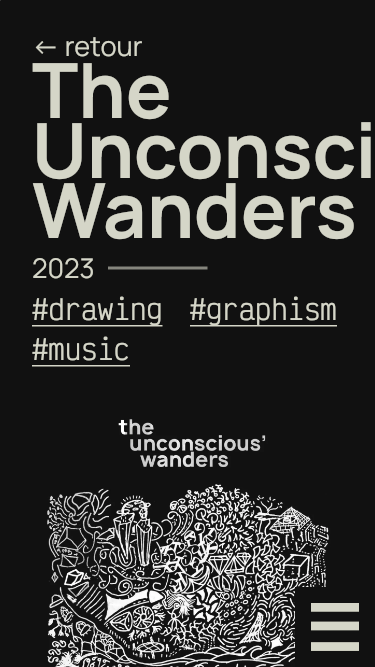 ← retour
The
Unconsci
Wanders
2023
#drawing #graphism
#music
the
unconscious'
wanders